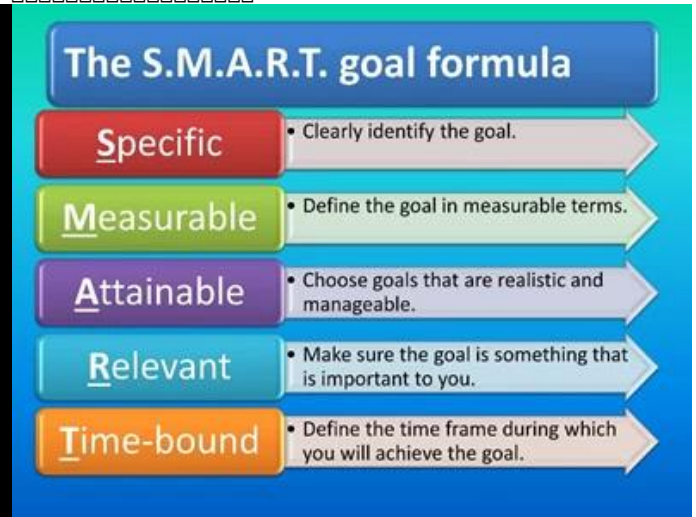 The S.M.A.R.T. goal formula
Specific
• Clearly identify the goal.
Measurable
• Define the goal in measurable terms.
Attainable
• Choose goals that are realistic and
manageable.
Relevant
• Make sure the goal is something that
is important to you.
Time-bound
• Define the time frame during which
you will achieve the goal.